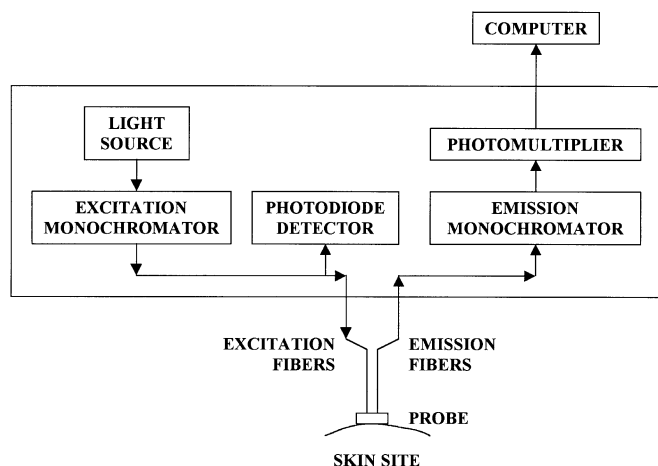 COMPUTER
LIGHT
SOURCE
PHOTOMULTIPLIER
EXCITATION
MONOCHROMATOR
PHOTODIODE
DETECTOR
EMISSION
MONOCHROMATOR
EXCITATION
FIBERS
EMISSION
FIBERS
PROBE
SKIN SITE